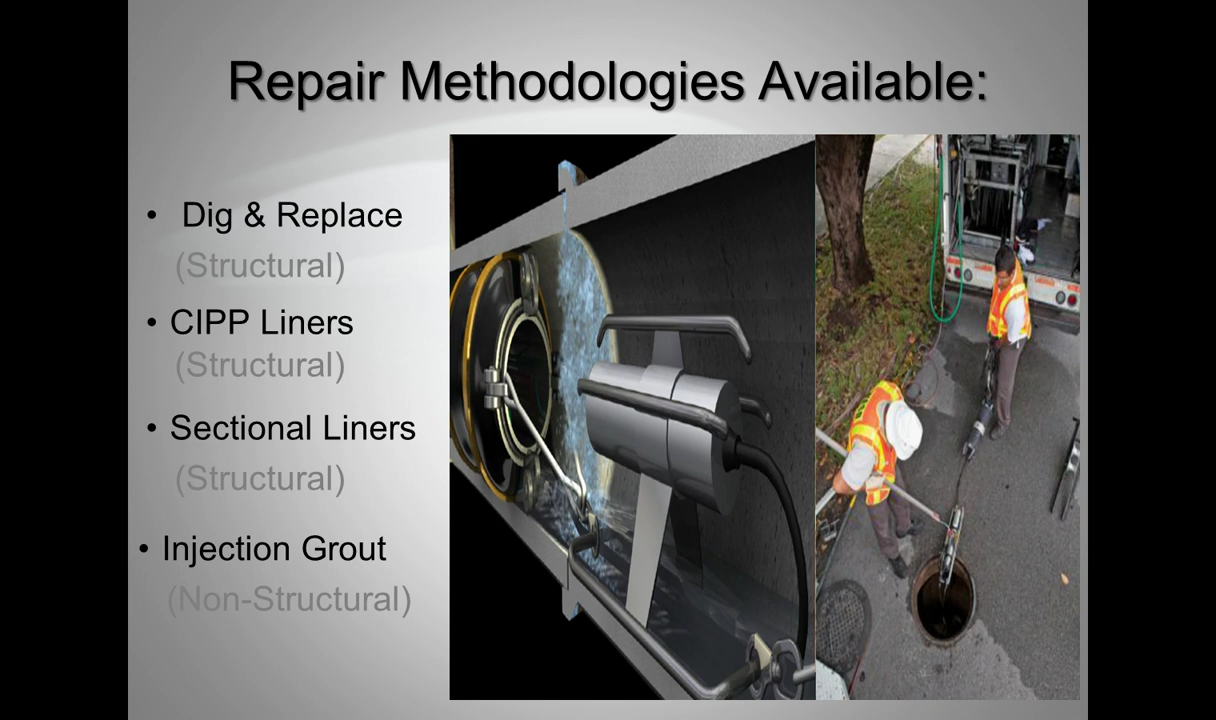 Repair Methodologies Available:
• Dig & Replace
(Structural)
• CIPP Liners
(Structural)
• Sectional Liners
(Structural)
• Injection Grout
(Non-Structural)